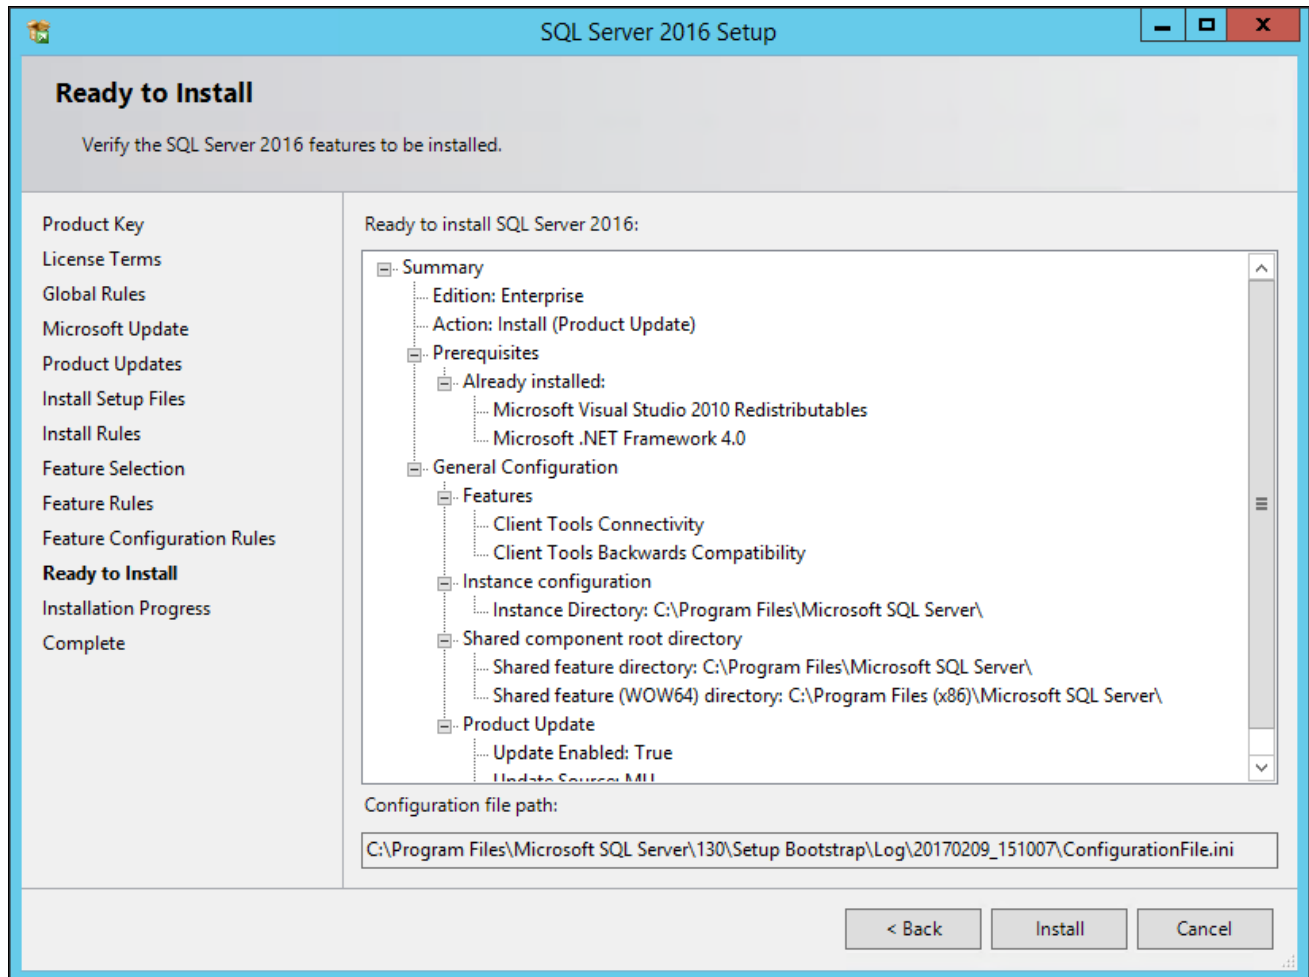 SQL Server 2016 Setup
Ready to Install
Verify the SQL Server 2016 features to be installed.
Product Key
License Terms
Global Rules
Microsoft Update
Product Updates
Install Setup Files
Install Rules
Feature Selection
Feature Rules
Feature Configuration Rules
Ready to Install
Installation Progress
Complete
Ready to install SQL Server 2016:
Summary
Edition: Enterprise
Action: Install (Product Update)
Prerequisites
Already installed:
Microsoft Visual Studio 2010 Redistributables
Microsoft .NET Framework 4.0
General Configuration
Features
Client Tools Connectivity
Client Tools Backwards Compatibility
Instance configuration
Instance Directory: C:\Program Files\Microsoft SQL Server\
Shared component root directory
Shared feature directory: C:\Program Files\Microsoft SQL Server\
Shared feature (WOW64) directory: C:\Program Files (x86)\Microsoft SQL Server\
Product Update
Update Enabled: True
Update Source: MU
Configuration file path:
C:\Program Files\Microsoft SQL Server\130\Setup Bootstrap\Log\20170209_151007\ConfigurationFile.ini
< Back
Install
Cancel